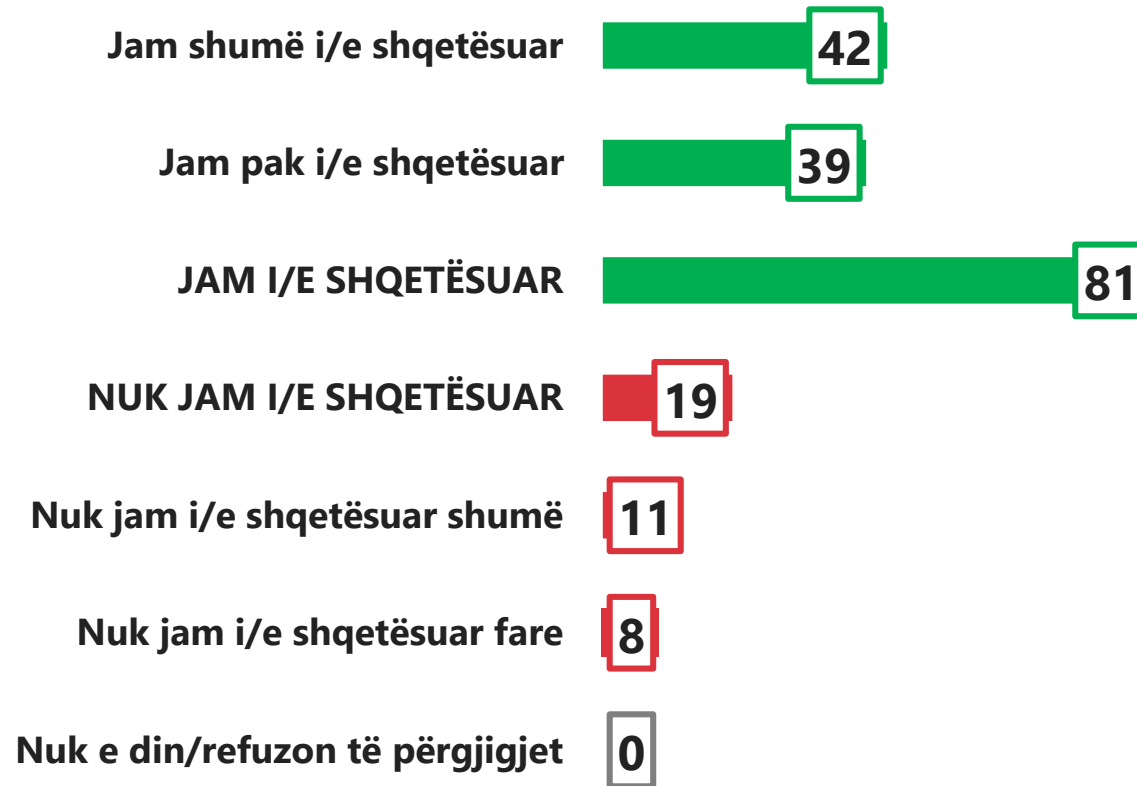 Jam shumë i/e shqetësuar 42
Jam pak i/e shqetësuar 39
JAM I/E SHQETËSUAR 81
NUK JAM I/E SHQETËSUAR 19
Nuk jam i/e shqetësuar shumë 11
Nuk jam i/e shqetësuar fare 8
Nuk e din/refuzon të përgjigjet 0